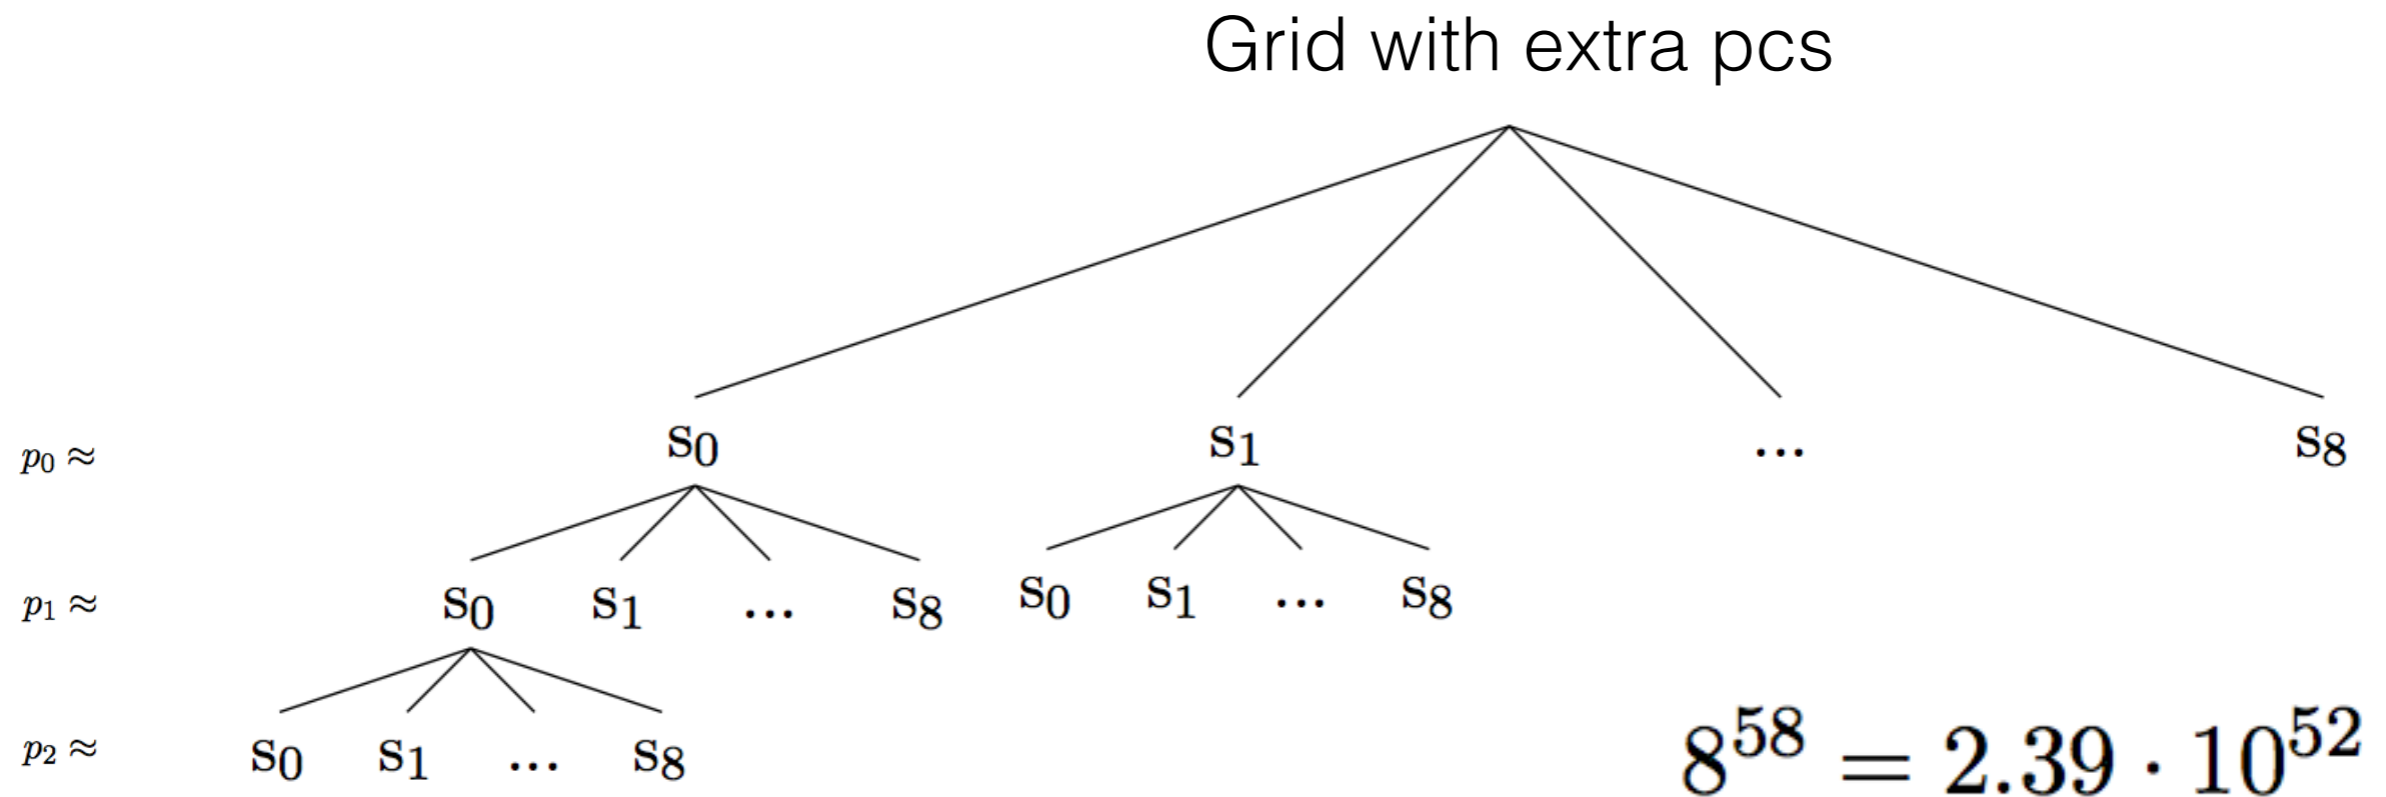 Grid with extra pcs
p₀ ≈ s₀ s₁ ... s₈
p₁ ≈ s₀ s₁ ... s₈ s₀ s₁ ... s₈
p₂ ≈ s₀ s₁ ... s₈
8⁵⁸ = 2.39 · 10⁵²